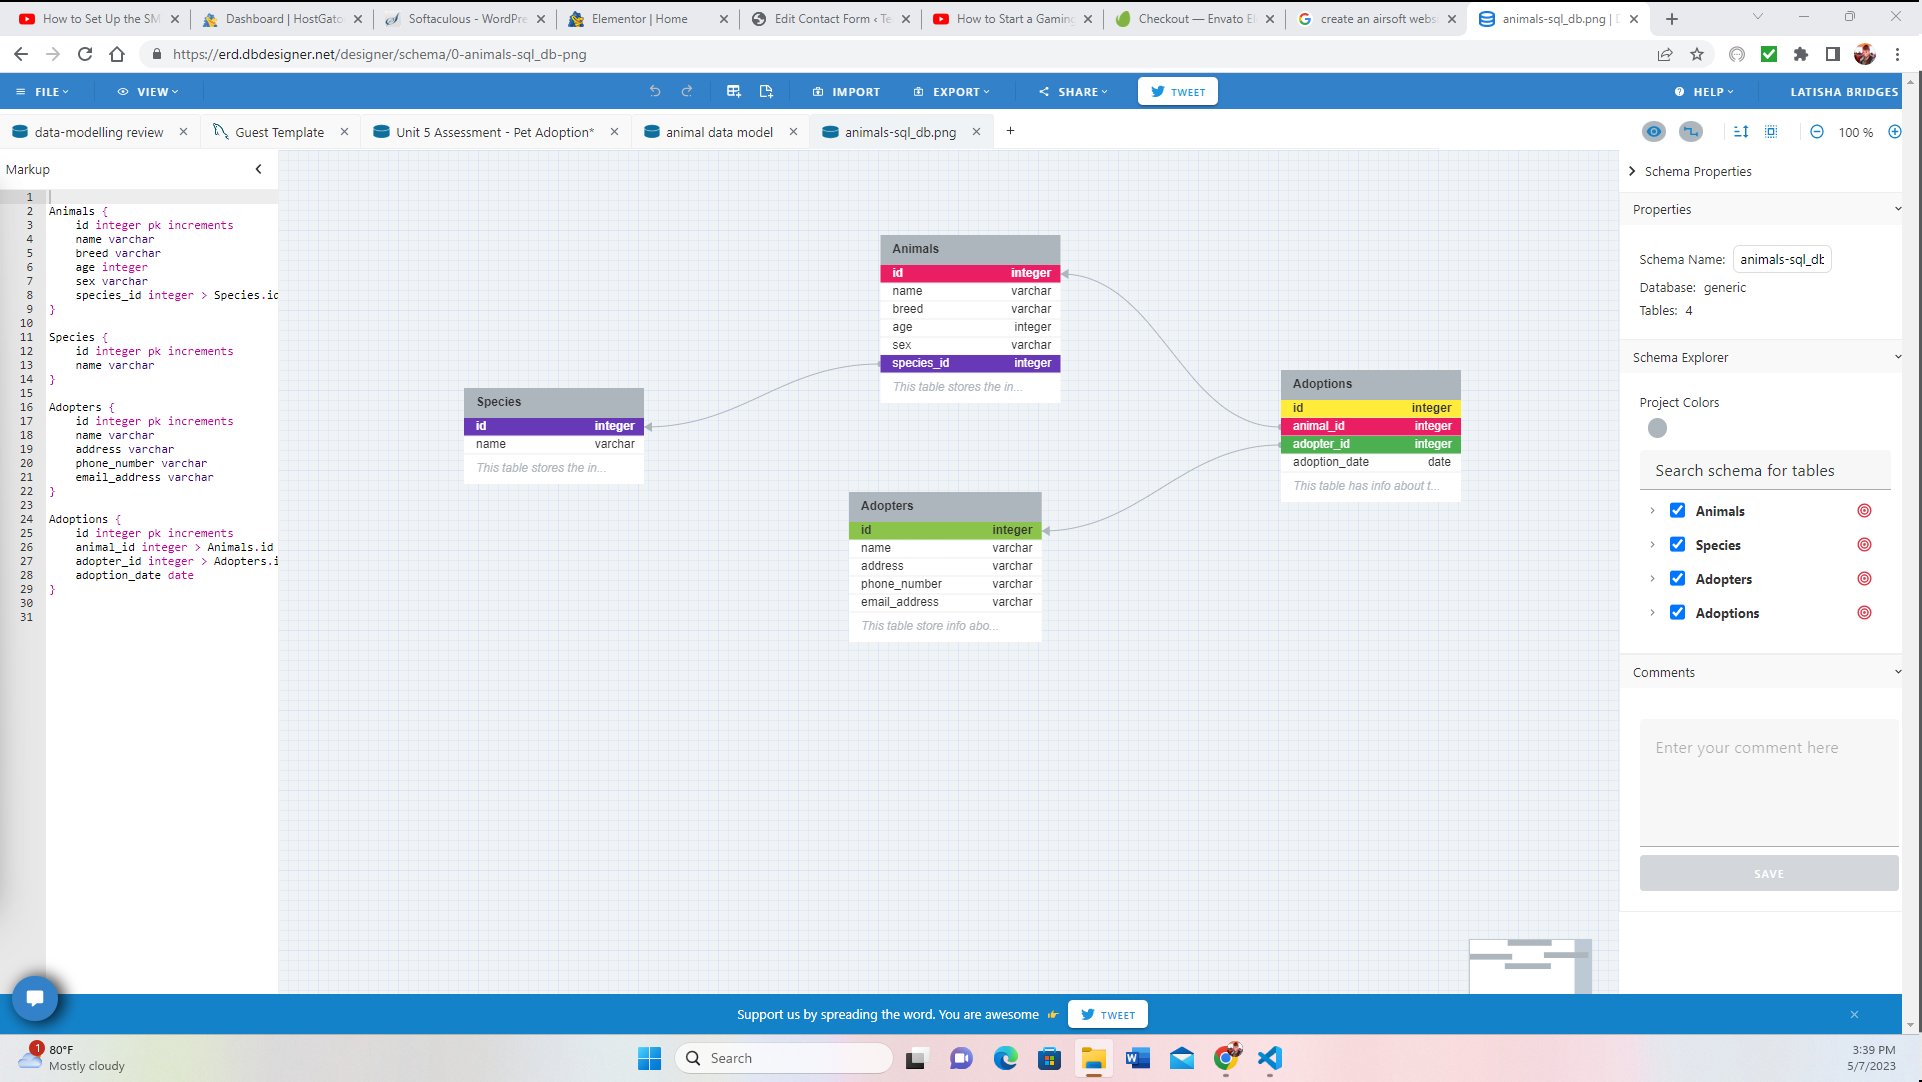 How to Set Up the SM
Dashboard | HostGato
Softaculous - WordPre
Elementor | Home
Edit Contact Form ‹ Te
How to Start a Gaming
Checkout — Envato El
create an airsoft webs
animals-sql_db.png | D
https://erd.dbdesigner.net/designer/schema/0-animals-sql_db-png
FILE
VIEW
IMPORT
EXPORT
SHARE
TWEET
HELP
LATISHA BRIDGES
data-modelling review
Guest Template
Unit 5 Assessment - Pet Adoption*
animal data model
animals-sql_db.png
100 %
Markup
1
2 Animals {
3 id integer pk increments
4 name varchar
5 breed varchar
6 age integer
7 sex varchar
8 species_id integer > Species.id
9 }
10
11 Species {
12 id integer pk increments
13 name varchar
14 }
15
16 Adopters {
17 id integer pk increments
18 name varchar
19 address varchar
20 phone_number varchar
21 email_address varchar
22 }
23
24 Adoptions {
25 id integer pk increments
26 animal_id integer > Animals.id
27 adopter_id integer > Adopters.i
28 adoption_date date
29 }
30
31
Animals
id integer
name varchar
breed varchar
age integer
sex varchar
species_id integer
This table stores the in...
Species
id integer
name varchar
This table stores the in...
Adopters
id integer
name varchar
address varchar
phone_number varchar
email_address varchar
This table store info abo...
Adoptions
id integer
animal_id integer
adopter_id integer
adoption_date date
This table has info about t...
Schema Properties
Properties
Schema Name: animals-sql_db
Database: generic
Tables: 4
Schema Explorer
Project Colors
Search schema for tables
Animals
Species
Adopters
Adoptions
Comments
Enter your comment here
SAVE
Support us by spreading the word. You are awesome
TWEET
1
80°F
Mostly cloudy
Search
3:39 PM
5/7/2023